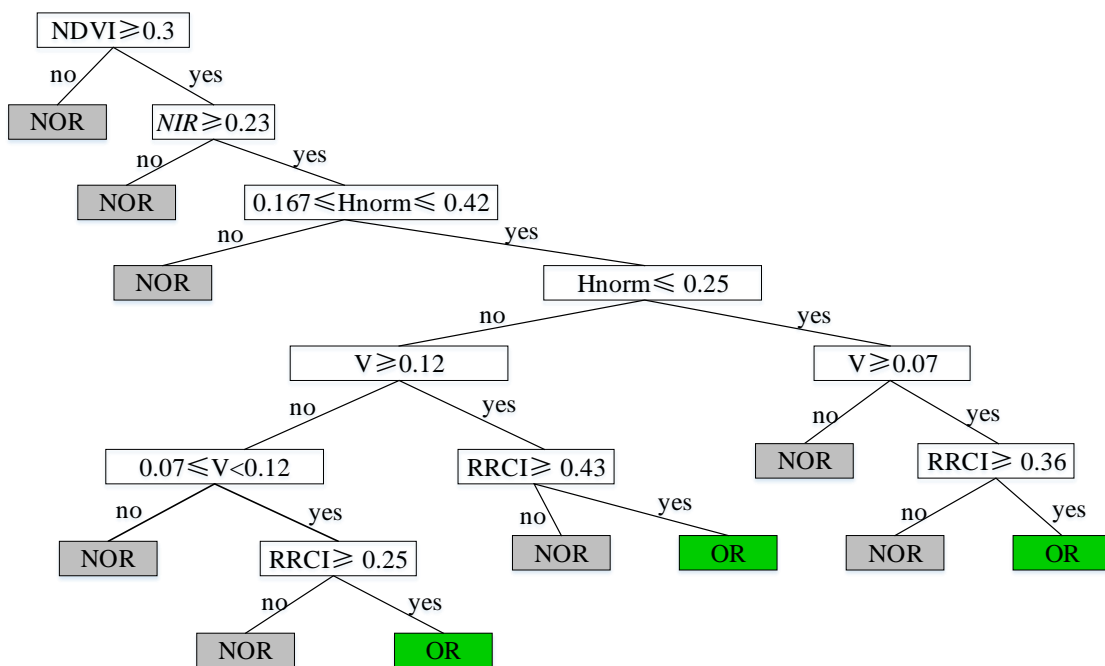 NDVI⩾0.3
no
yes
NOR
NIR⩾0.23
no
yes
NOR
0.167⩽Hnorm⩽ 0.42
no
yes
NOR
Hnorm⩽ 0.25
no
yes
V⩾0.12
V⩾0.07
no
yes
no
yes
0.07⩽V<0.12
RRCI⩾ 0.43
NOR
RRCI⩾ 0.36
no
yes
no
yes
no
yes
NOR
RRCI⩾ 0.25
NOR
OR
NOR
OR
no
yes
NOR
OR